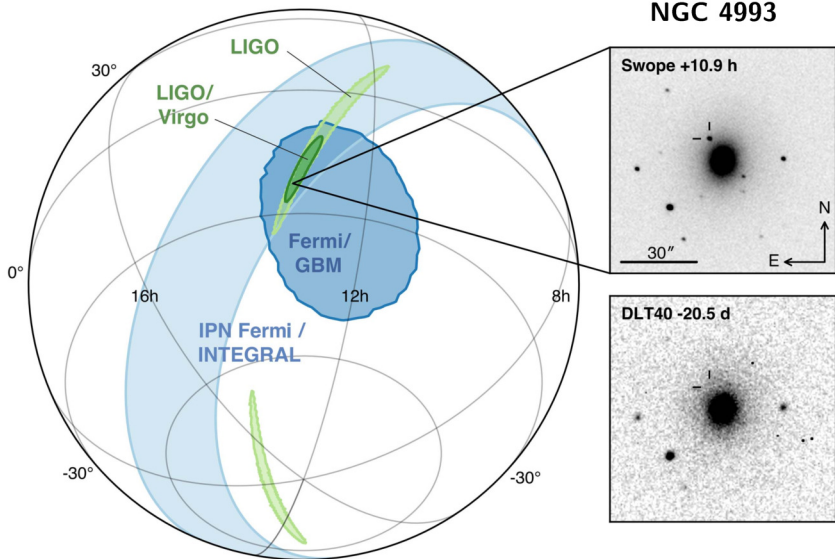 NGC 4993
30°
LIGO
LIGO/
Virgo
Swope +10.9 h
N
E
30″
Fermi/
GBM
0°
16h
12h
8h
IPN Fermi /
INTEGRAL
DLT40 -20.5 d
-30°
-30°